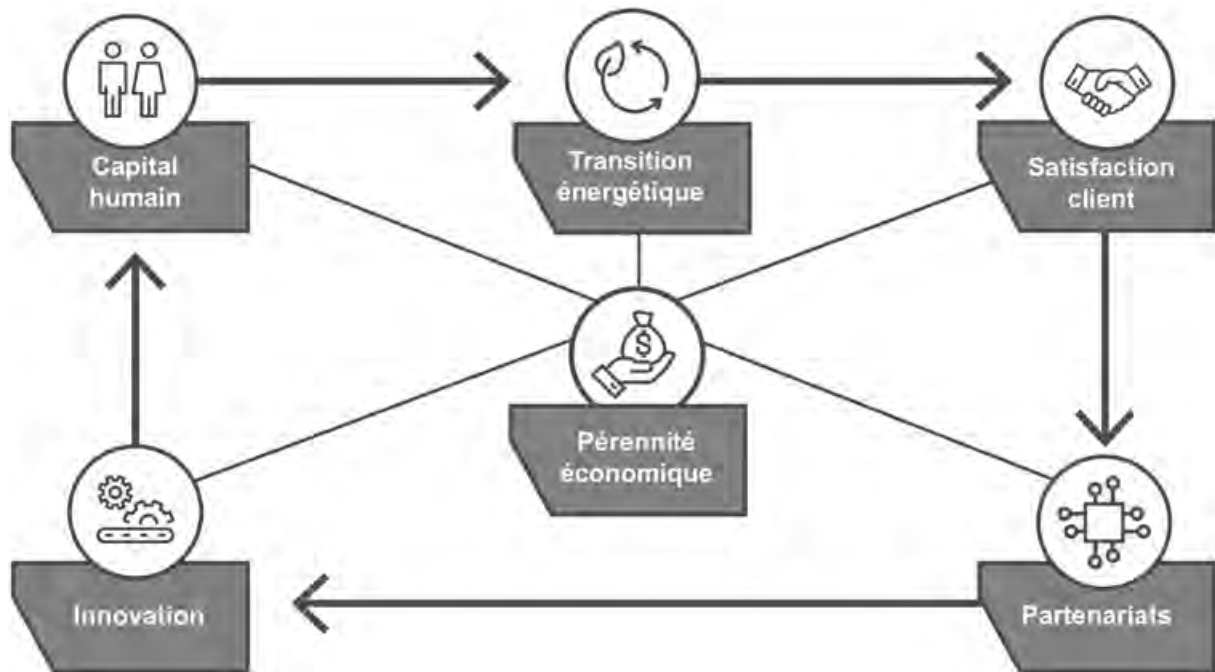 Capital
humain
Transition
énergétique
Satisfaction
client
$
Pérennité
économique
Innovation
Partenariats